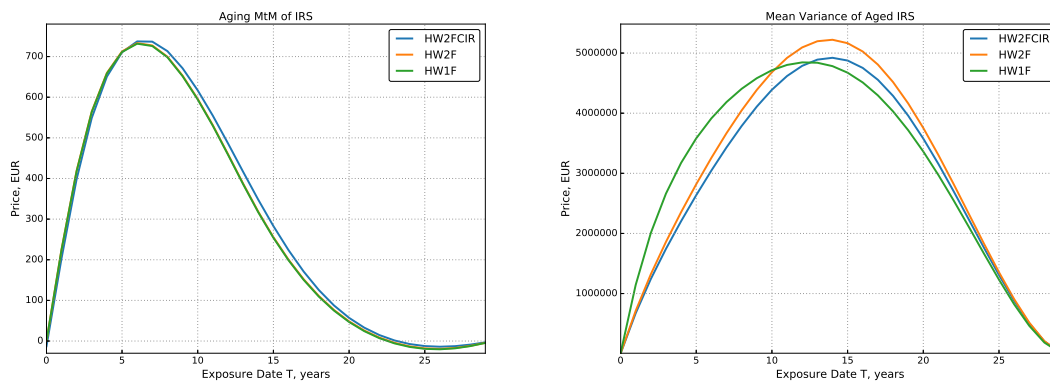 Aging MtM of IRS
HW2FCIR
HW2F
HW1F
700
600
500
400
300
200
100
0
0 5 10 15 20 25
Price, EUR
Exposure Date T, years
Mean Variance of Aged IRS
HW2FCIR
HW2F
HW1F
5000000
4000000
3000000
2000000
1000000
0 5 10 15 20 25
Price, EUR
Exposure Date T, years